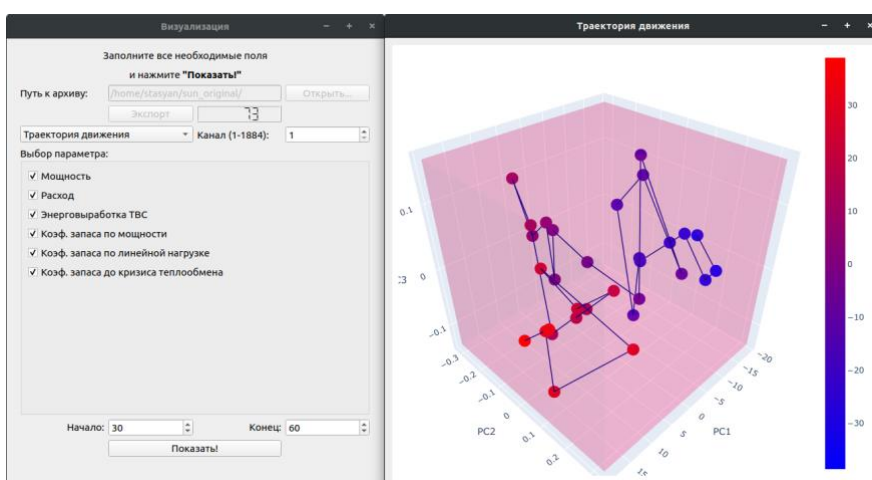 Визуализация
Заполните все необходимые поля
и нажмите "Показать!"
Путь к архиву: /home/stasyan/sun_original/ Открыть...
Экспорт 73
Траектория движения Канал (1-1884): 1
Выбор параметра:
Мощность
Расход
Энерговыработка ТВС
Коэф. запаса по мощности
Коэф. запаса по линейной нагрузке
Коэф. запаса до кризиса теплообмена
Начало: 30 Конец: 60
Показать!
Траектория движения
0.1
0
−0.1
C3
−0.3
−0.2
−0.1
0
0.1
0.2
PC2
−20
−15
−10
−5
0
5
10
15
PC1
30
20
10
0
−10
−20
−30